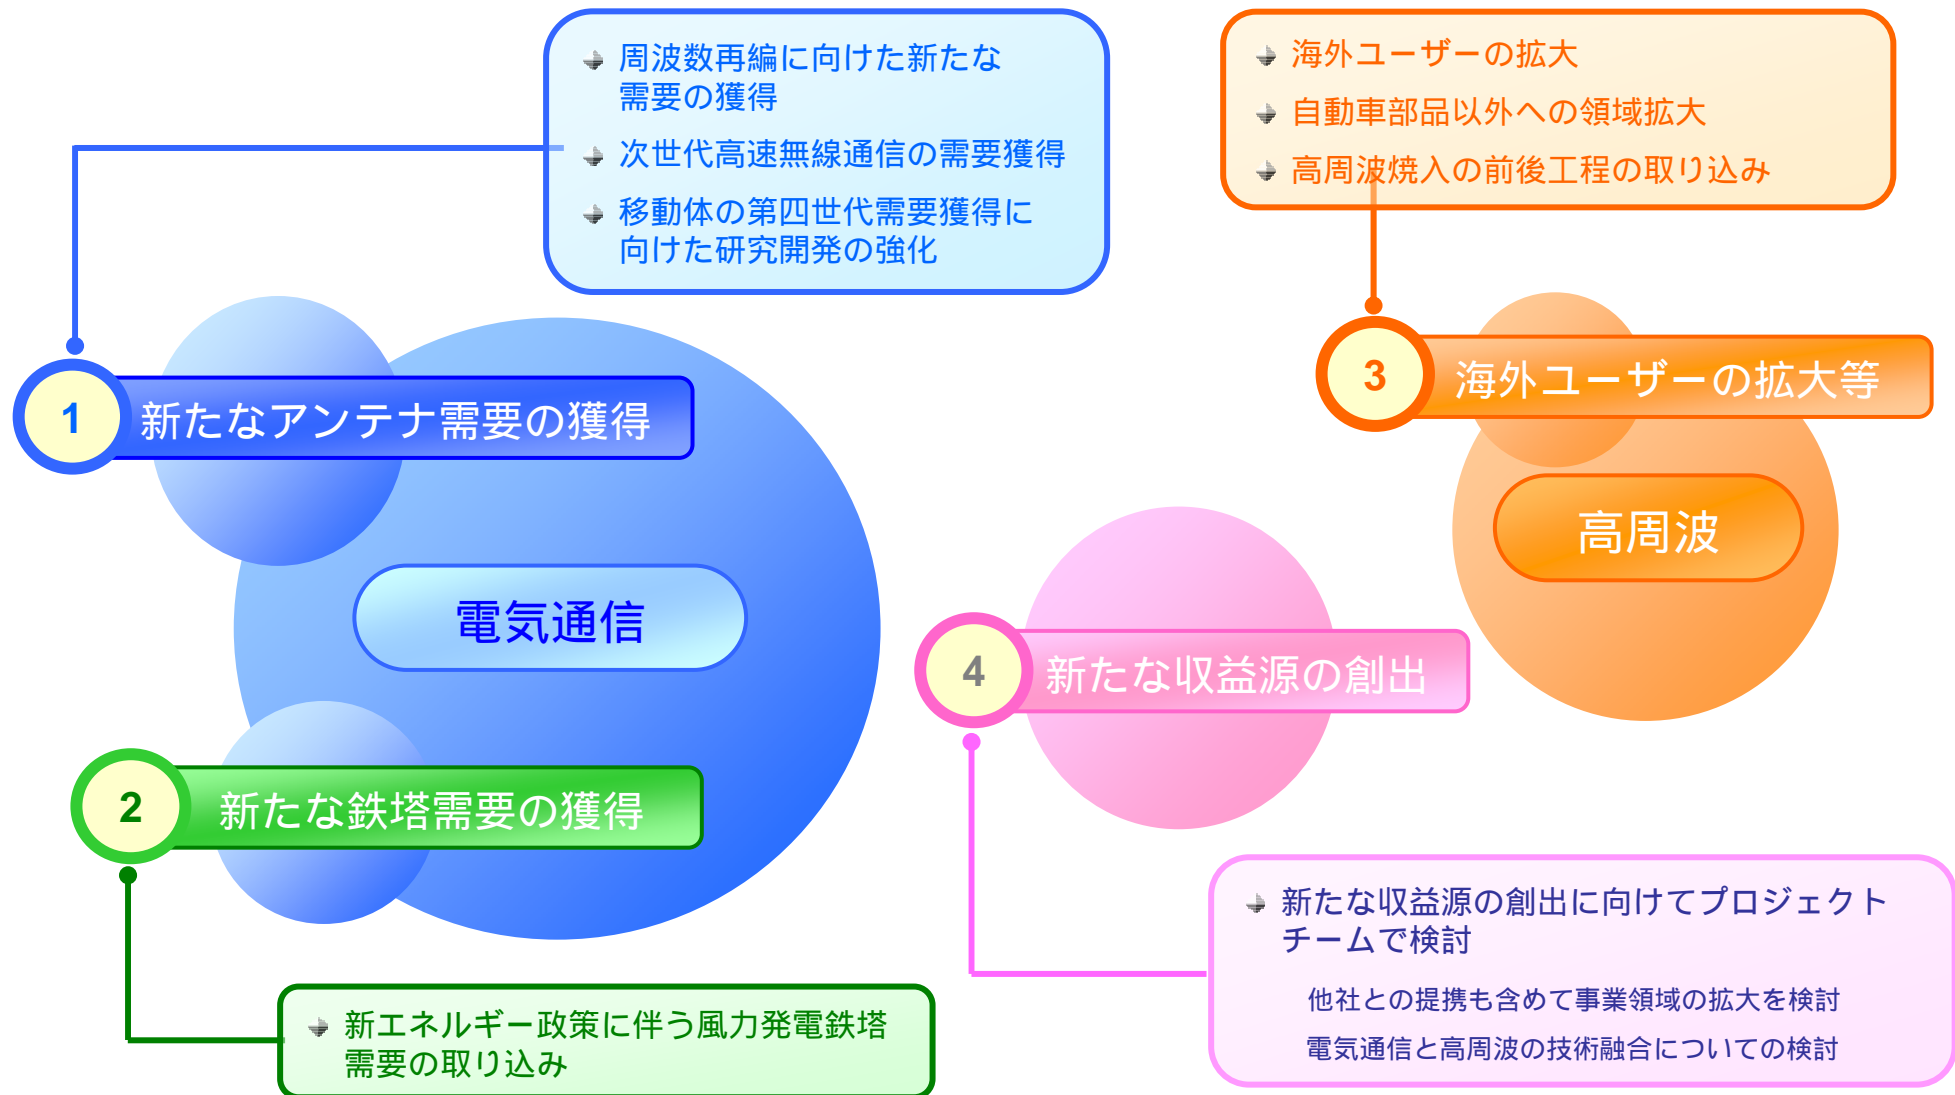 周波数再編に向けた新たな
需要の獲得
次世代高速無線通信の需要獲得
移動体の第四世代需要獲得に
向けた研究開発の強化
1
新たなアンテナ需要の獲得
電気通信
2
新たな鉄塔需要の獲得
新エネルギー政策に伴う風力発電鉄塔
需要の取り込み
海外ユーザーの拡大
自動車部品以外への領域拡大
高周波焼入の前後工程の取り込み
3
海外ユーザーの拡大等
高周波
4
新たな収益源の創出
新たな収益源の創出に向けてプロジェクト
チームで検討
他社との提携も含めて事業領域の拡大を検討
電気通信と高周波の技術融合についての検討